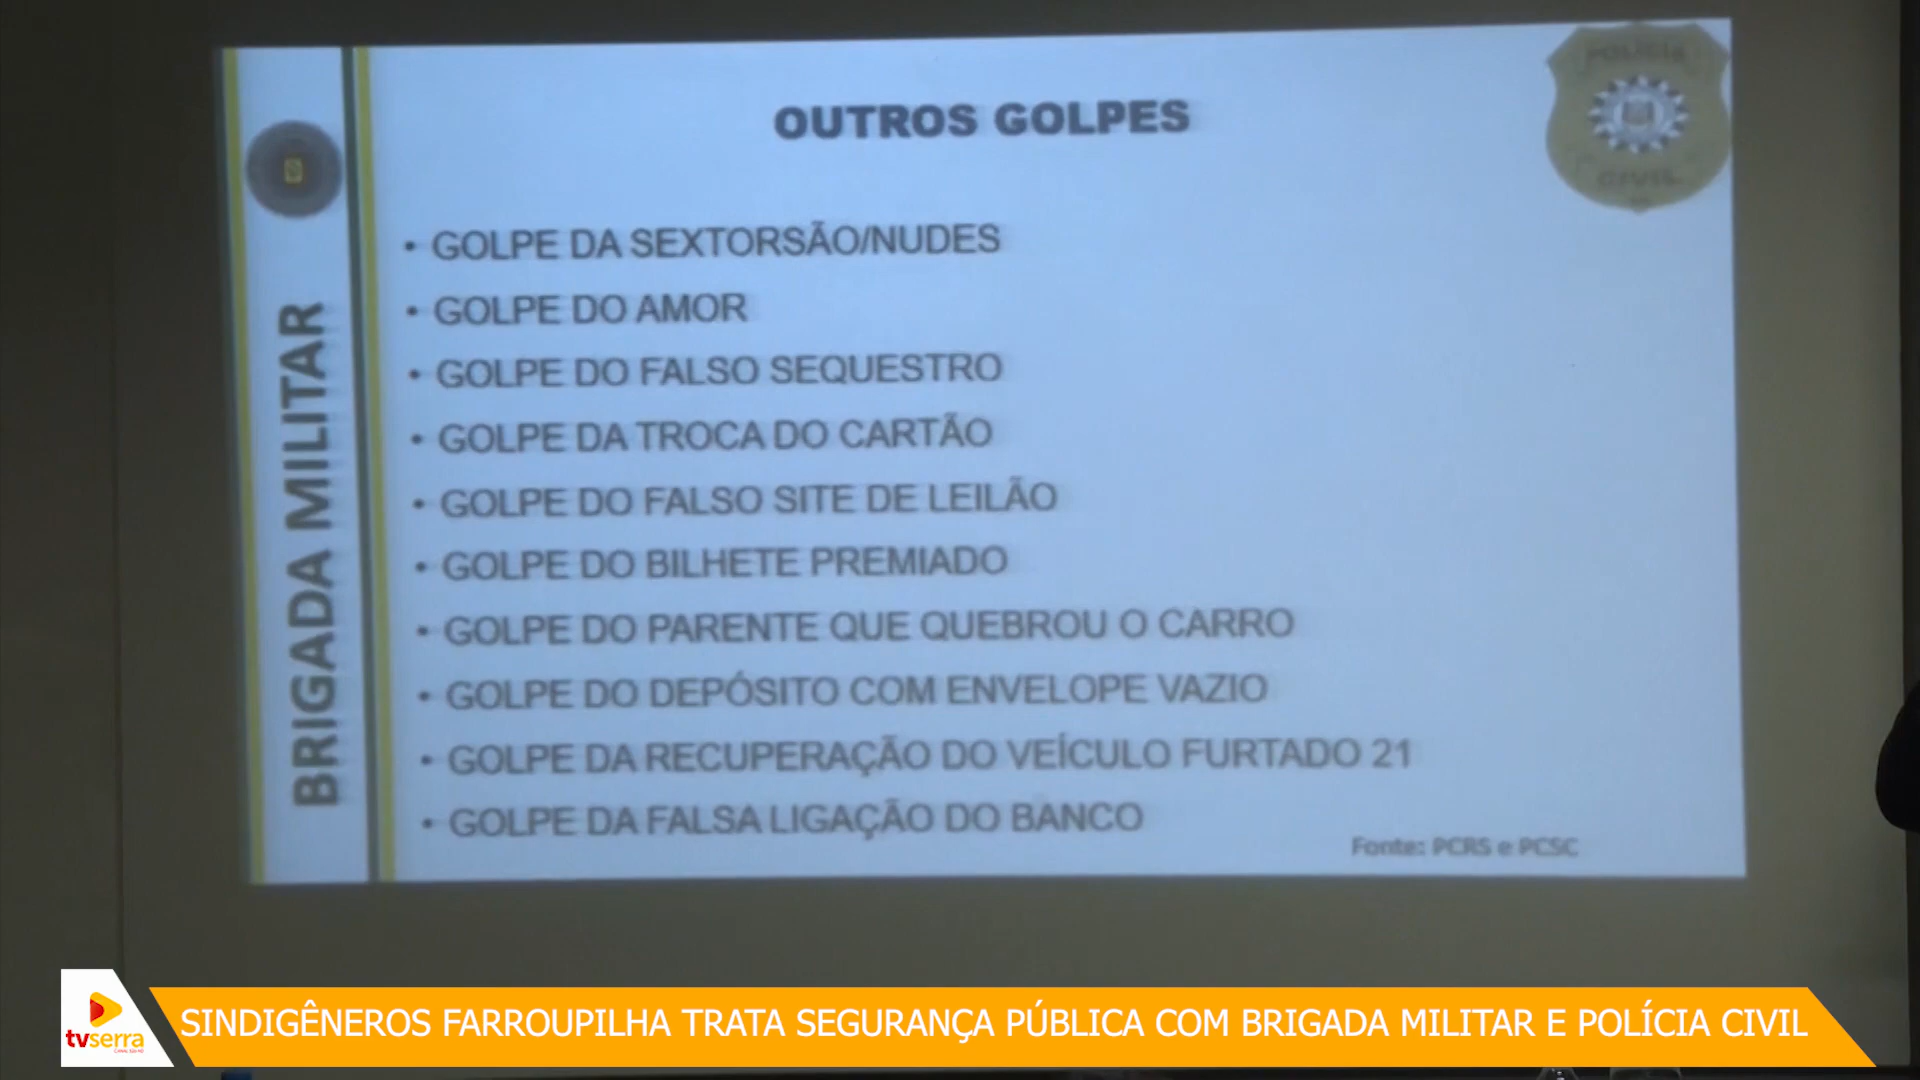 POLÍCIA
CIVIL
BRIGADA MILITAR
OUTROS GOLPES
• GOLPE DA SEXTORSÃO/NUDES
• GOLPE DO AMOR
• GOLPE DO FALSO SEQUESTRO
• GOLPE DA TROCA DO CARTÃO
• GOLPE DO FALSO SITE DE LEILÃO
• GOLPE DO BILHETE PREMIADO
• GOLPE DO PARENTE QUE QUEBROU O CARRO
• GOLPE DO DEPÓSITO COM ENVELOPE VAZIO
• GOLPE DA RECUPERAÇÃO DO VEÍCULO FURTADO 21
• GOLPE DA FALSA LIGAÇÃO DO BANCO
Fonte: PCRS e PCSC
tvserra
SINDIGÊNEROS FARROUPILHA TRATA SEGURANÇA PÚBLICA COM BRIGADA MILITAR E POLÍCIA CIVIL